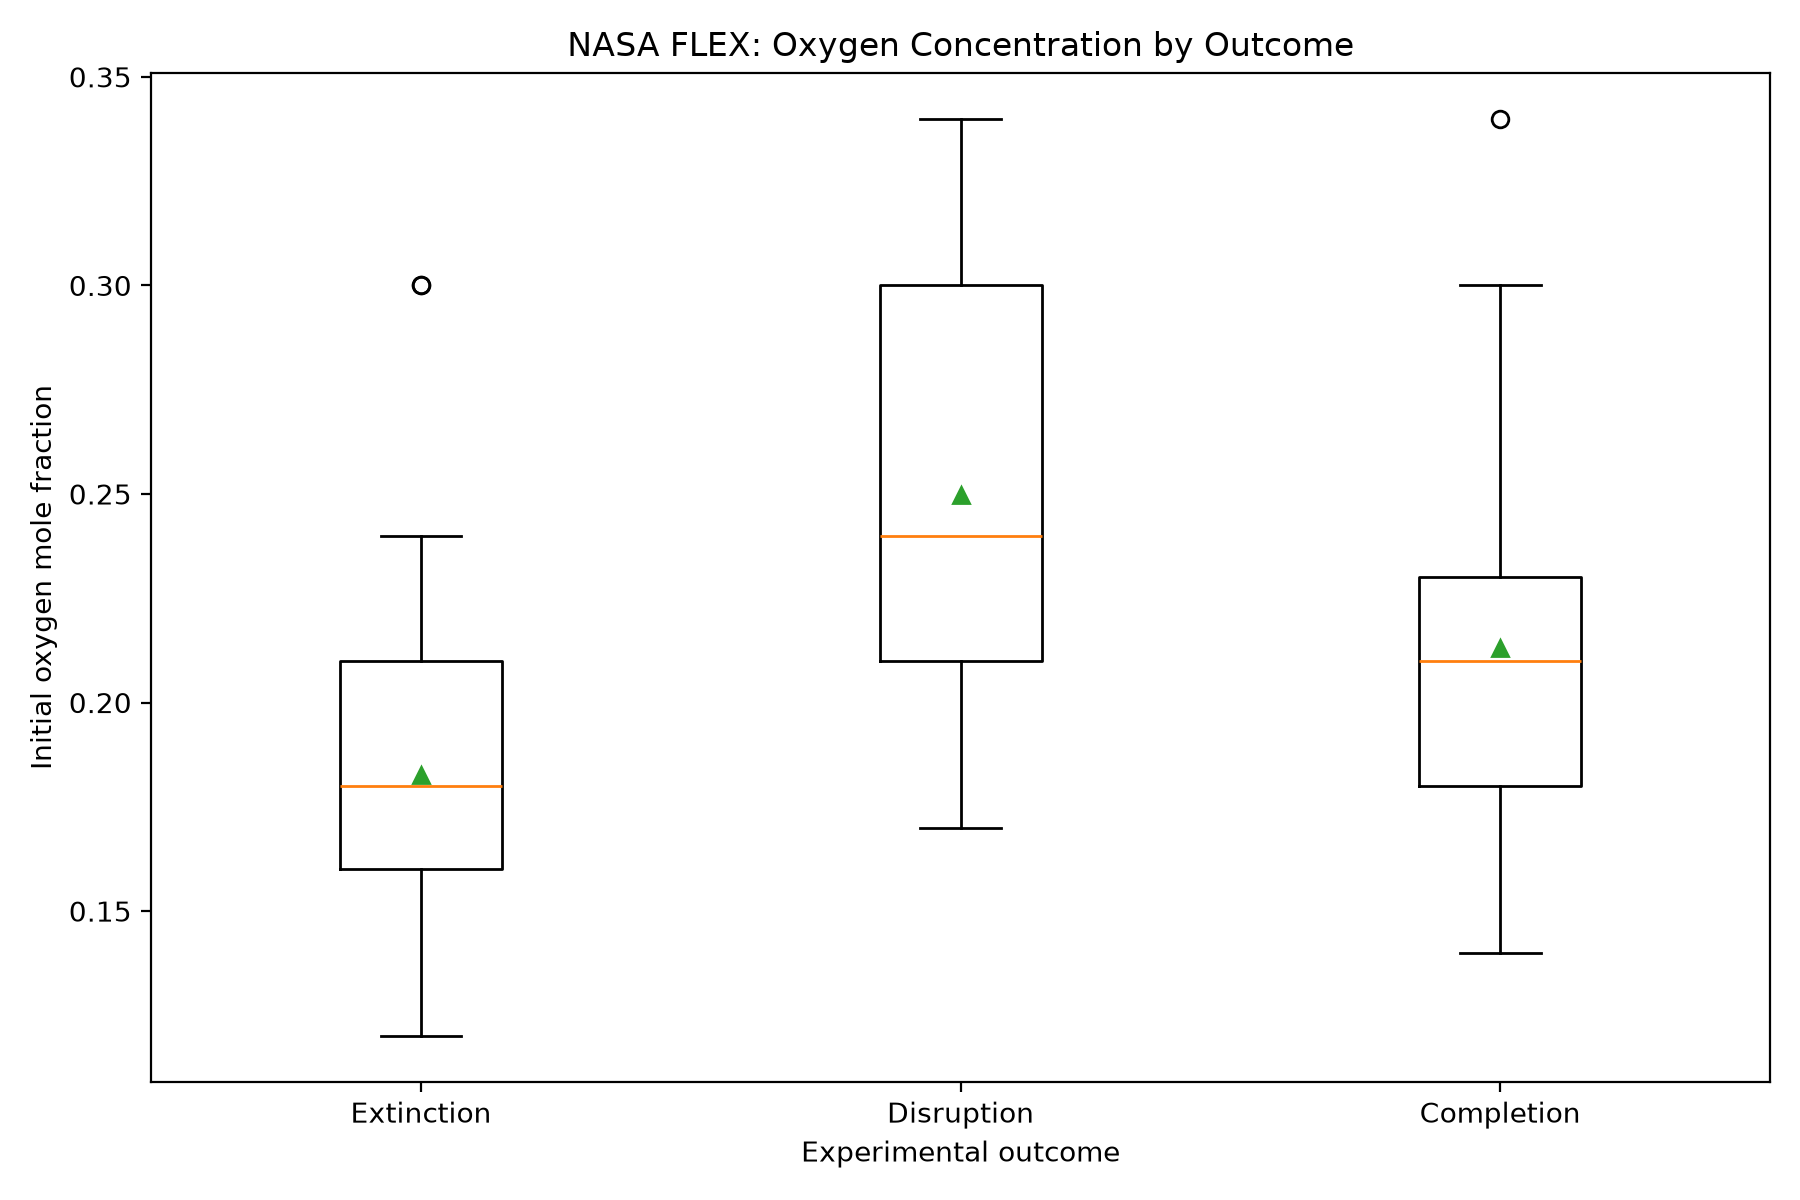 NASA FLEX: Oxygen Concentration by Outcome
Initial oxygen mole fraction
0.35
0.30
0.25
0.20
0.15
Extinction
Disruption
Completion
Experimental outcome